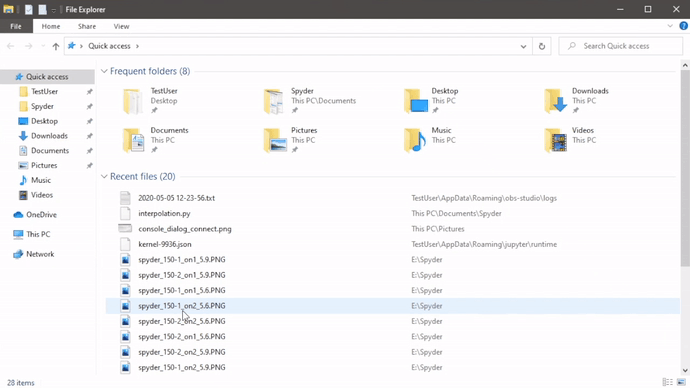 File Explorer
File Home Share View
Quick access
Search Quick access
Quick access
TestUser
Spyder
Desktop
Downloads
Documents
Pictures
Music
Videos
OneDrive
This PC
Network
Frequent folders (8)
TestUser
Desktop
Spyder
This PC\Documents
Desktop
This PC
Downloads
This PC
Documents
This PC
Pictures
This PC
Music
This PC
Videos
This PC
Recent files (20)
2020-05-05 12-23-56.txt TestUser\AppData\Roaming\obs-studio\logs
interpolation.py This PC\Documents\Spyder
console_dialog_connect.png This PC\Pictures
kernel-9936.json TestUser\AppData\Roaming\jupyter\runtime
spyder_150-1_on1_5.9.PNG E:\Spyder
spyder_150-2_on1_5.9.PNG E:\Spyder
spyder_150-1_on1_5.6.PNG E:\Spyder
spyder_150-1_on2_5.6.PNG E:\Spyder
spyder_150-2_on2_5.6.PNG E:\Spyder
spyder_150-2_on1_5.6.PNG E:\Spyder
spyder_150-2_on2_5.9.PNG E:\Spyder
spyder_150-1_on2_5.9.PNG E:\Spyder
28 items